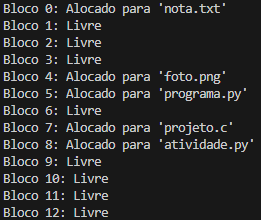 Bloco 0: Alocado para 'nota.txt'
Bloco 1: Livre
Bloco 2: Livre
Bloco 3: Livre
Bloco 4: Alocado para 'foto.png'
Bloco 5: Alocado para 'programa.py'
Bloco 6: Livre
Bloco 7: Alocado para 'projeto.c'
Bloco 8: Alocado para 'atividade.py'
Bloco 9: Livre
Bloco 10: Livre
Bloco 11: Livre
Bloco 12: Livre